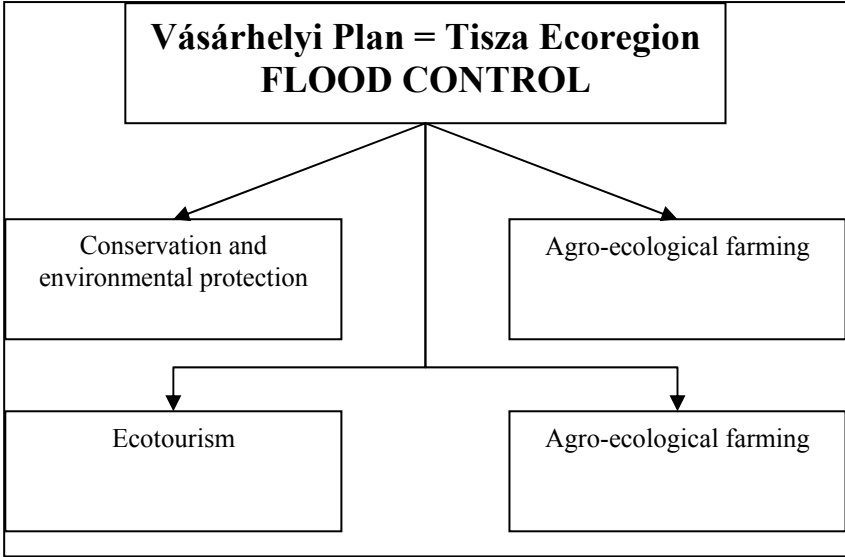 Vásárhelyi Plan = Tisza Ecoregion
FLOOD CONTROL
Conservation and
environmental protection
Agro-ecological farming
Ecotourism
Agro-ecological farming